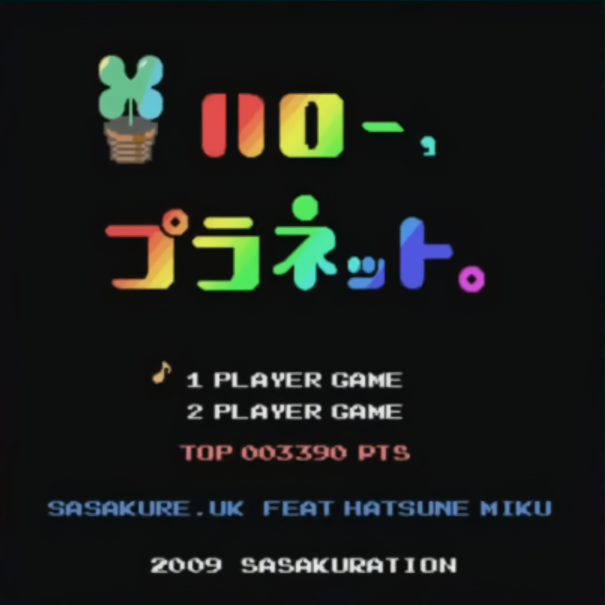 ハロー,
プラネット。
1 PLAYER GAME
2 PLAYER GAME
TOP 003390 PTS
SASAKURE.UK FEAT HATSUNE MIKU
2009 SASAKURATION